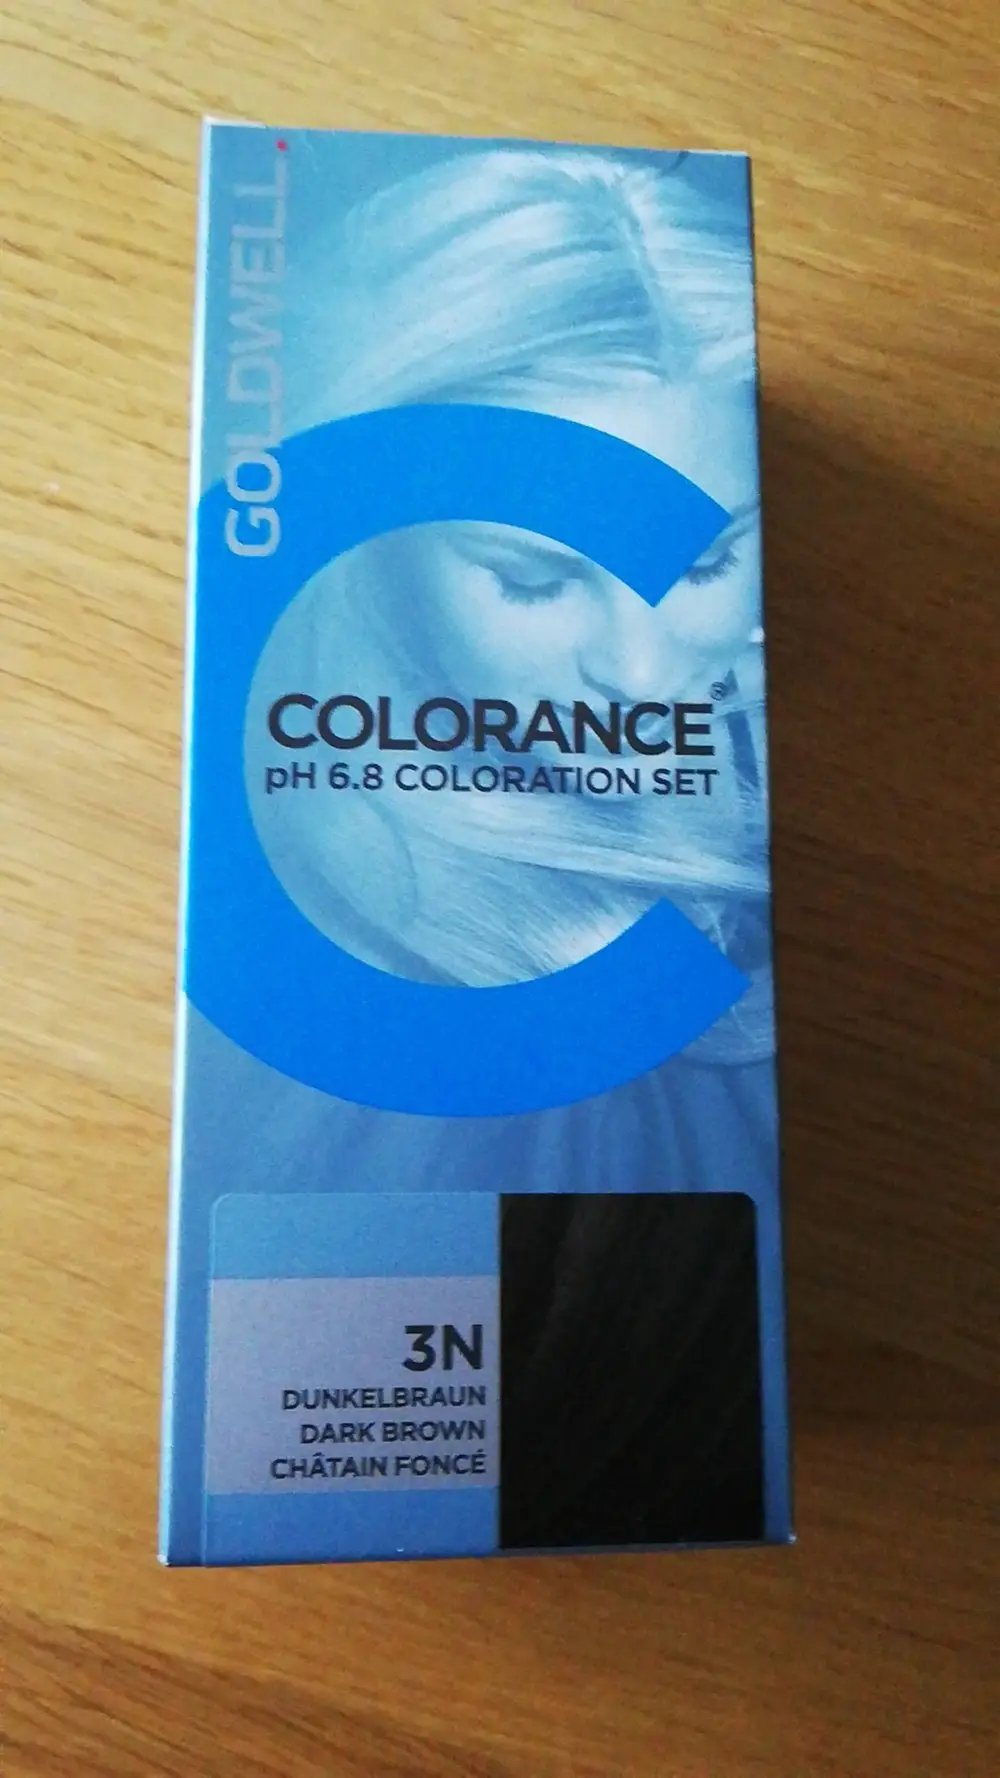 GOLDWELL.
COLORANCE®
pH 6.8 COLORATION SET
3N
DUNKELBRAUN
DARK BROWN
CHÂTAIN FONCÉ